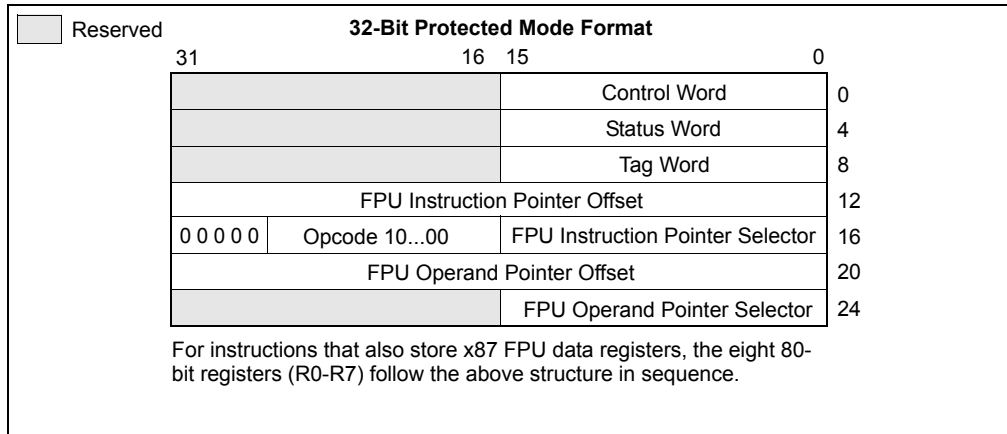 Reserved
32-Bit Protected Mode Format
31 16 15 0
Control Word 0
Status Word 4
Tag Word 8
FPU Instruction Pointer Offset 12
0 0 0 0 0 Opcode 10...00 FPU Instruction Pointer Selector 16
FPU Operand Pointer Offset 20
FPU Operand Pointer Selector 24
For instructions that also store x87 FPU data registers, the eight 80-
bit registers (R0-R7) follow the above structure in sequence.